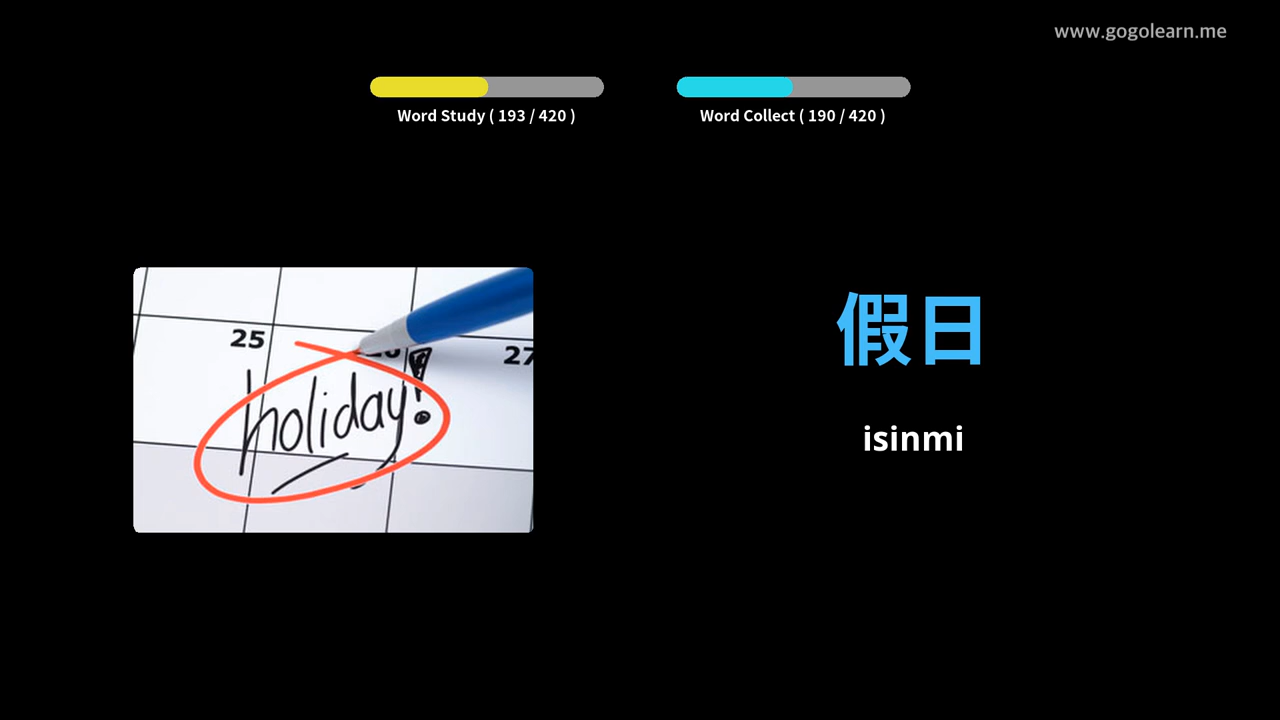 www.gogolearn.me
Word Study ( 193 / 420 )
Word Collect ( 190 / 420 )
25
27
holiday!
假日
isinmi